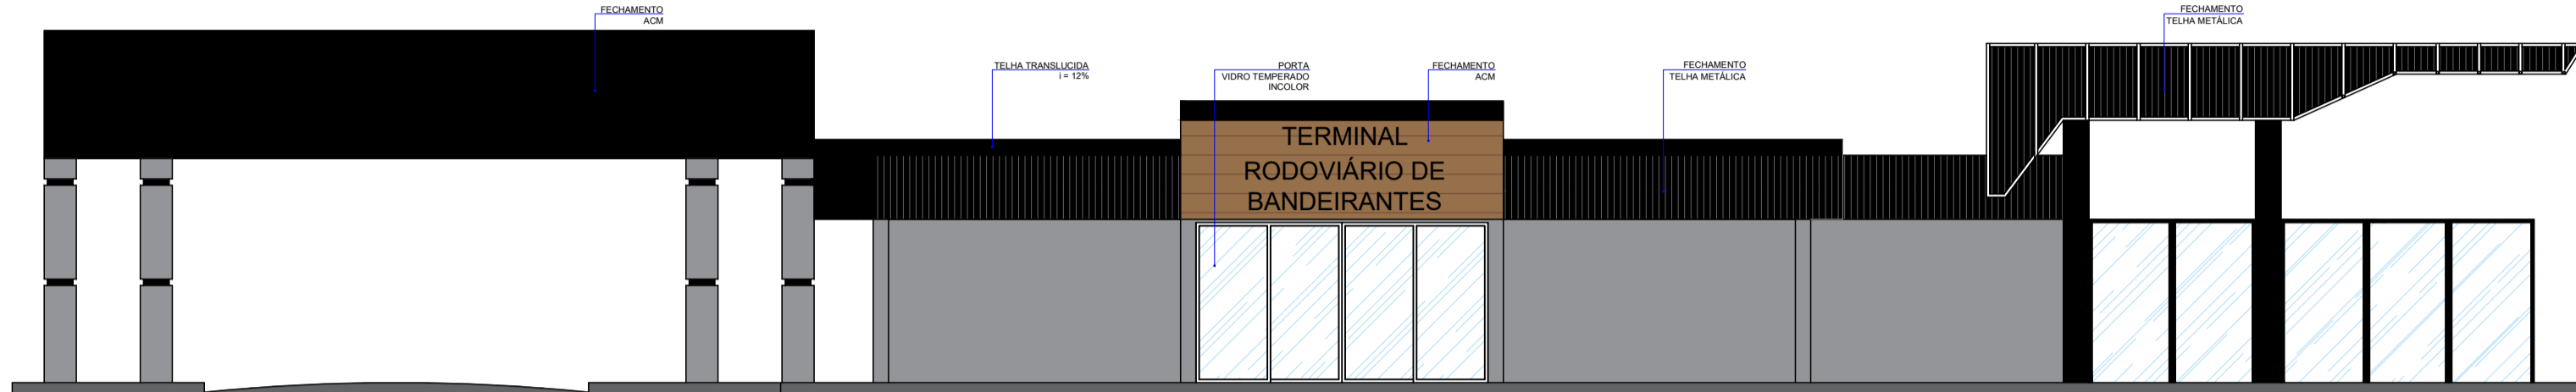 FECHAMENTO
ACM
TELHA TRANSLUCIDA
i = 12%
PORTA
VIDRO TEMPERADO
INCOLOR
FECHAMENTO
ACM
FECHAMENTO
TELHA METÁLICA
FECHAMENTO
TELHA METÁLICA
TERMINAL
RODOVIÁRIO DE
BANDEIRANTES